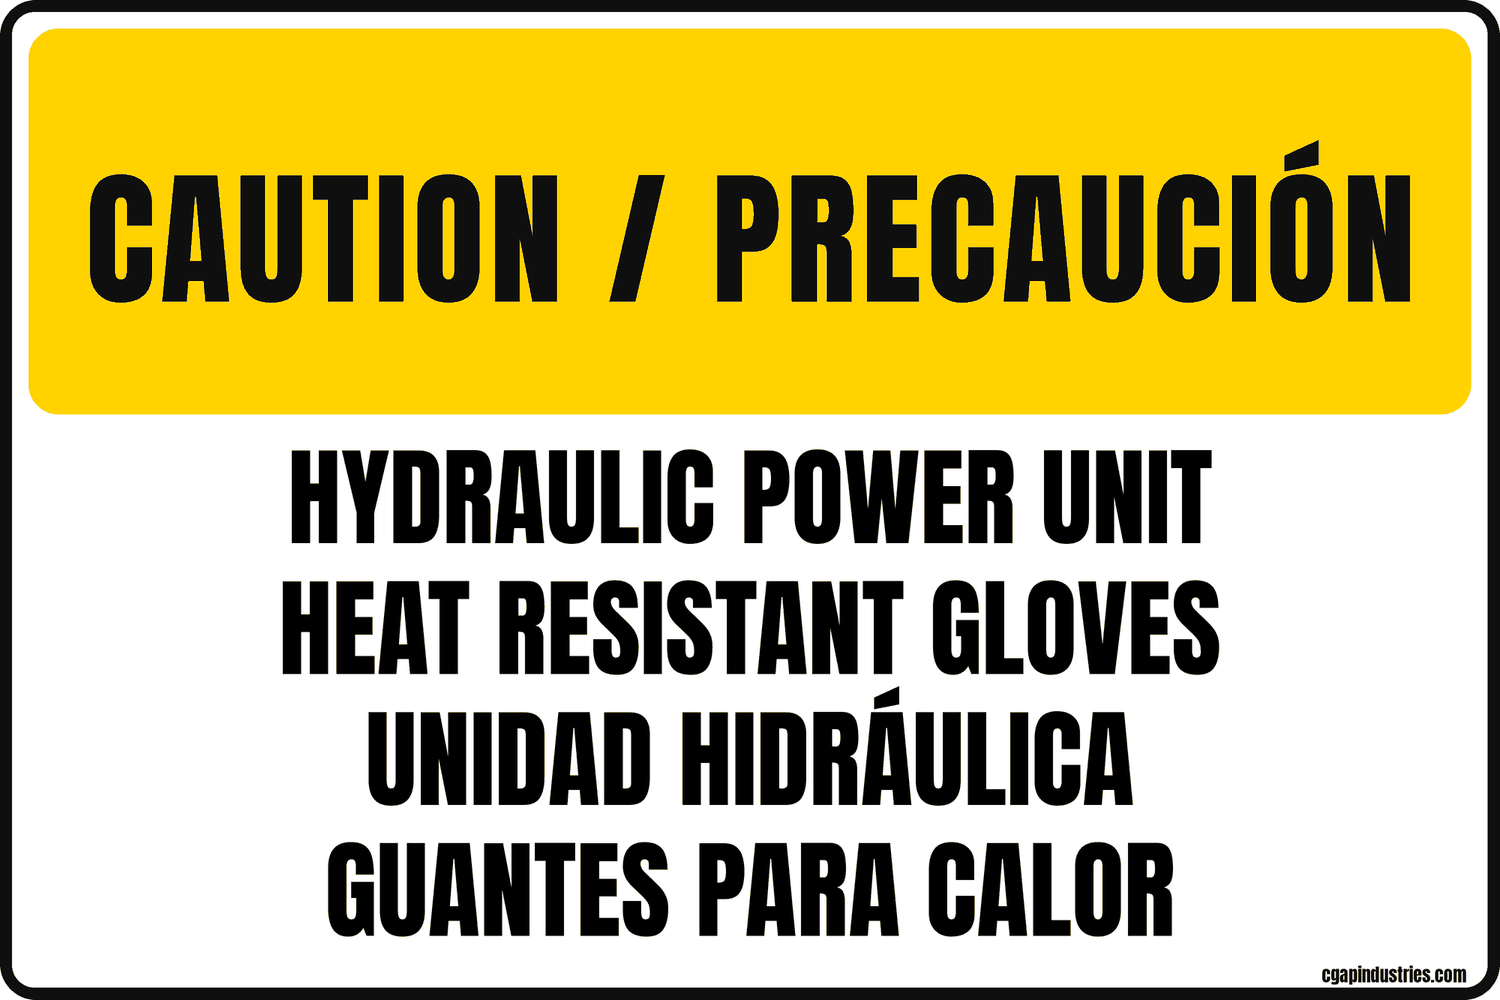 CAUTION / PRECAUCIÓN
HYDRAULIC POWER UNIT
HEAT RESISTANT GLOVES
UNIDAD HIDRÁULICA
GUANTES PARA CALOR
cgapindustries.com